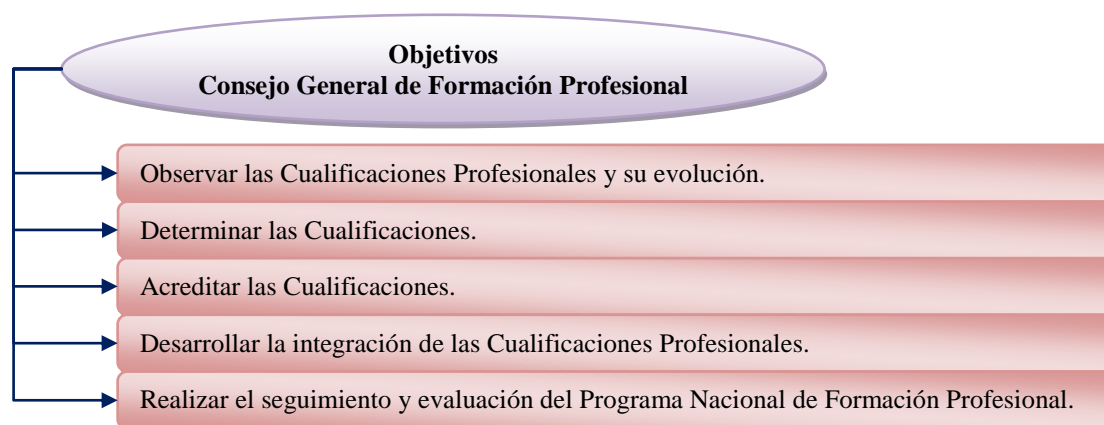 Objetivos
Consejo General de Formación Profesional
Observar las Cualificaciones Profesionales y su evolución.
Determinar las Cualificaciones.
Acreditar las Cualificaciones.
Desarrollar la integración de las Cualificaciones Profesionales.
Realizar el seguimiento y evaluación del Programa Nacional de Formación Profesional.